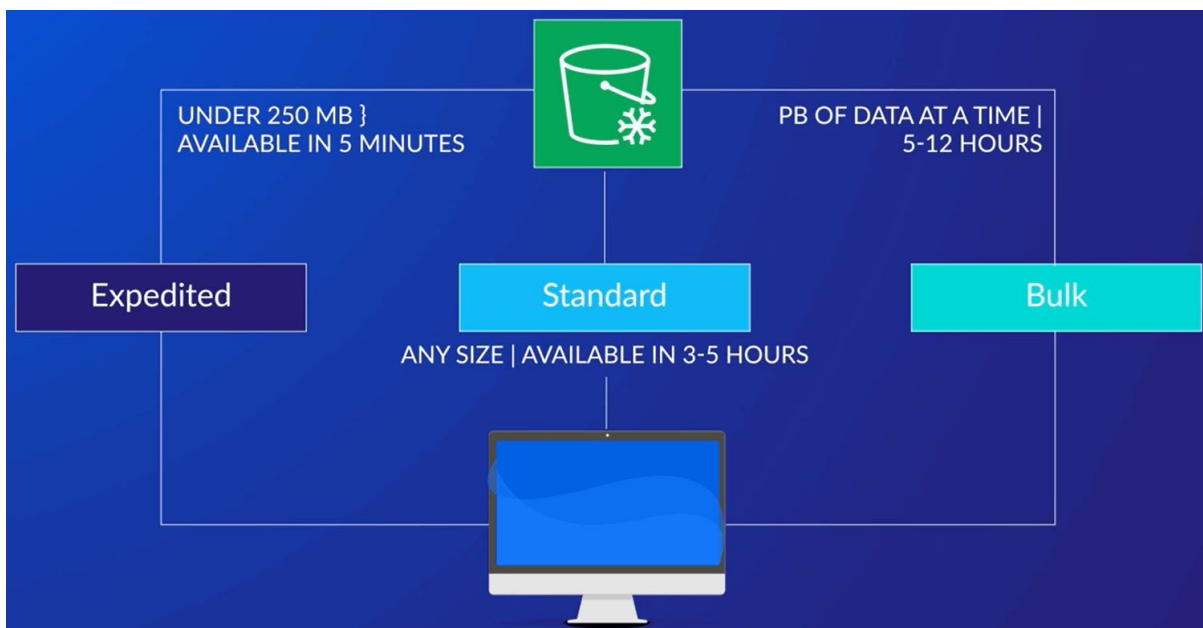 UNDER 250 MB }
AVAILABLE IN 5 MINUTES
PB OF DATA AT A TIME |
5-12 HOURS
Expedited
Standard
Bulk
ANY SIZE | AVAILABLE IN 3-5 HOURS